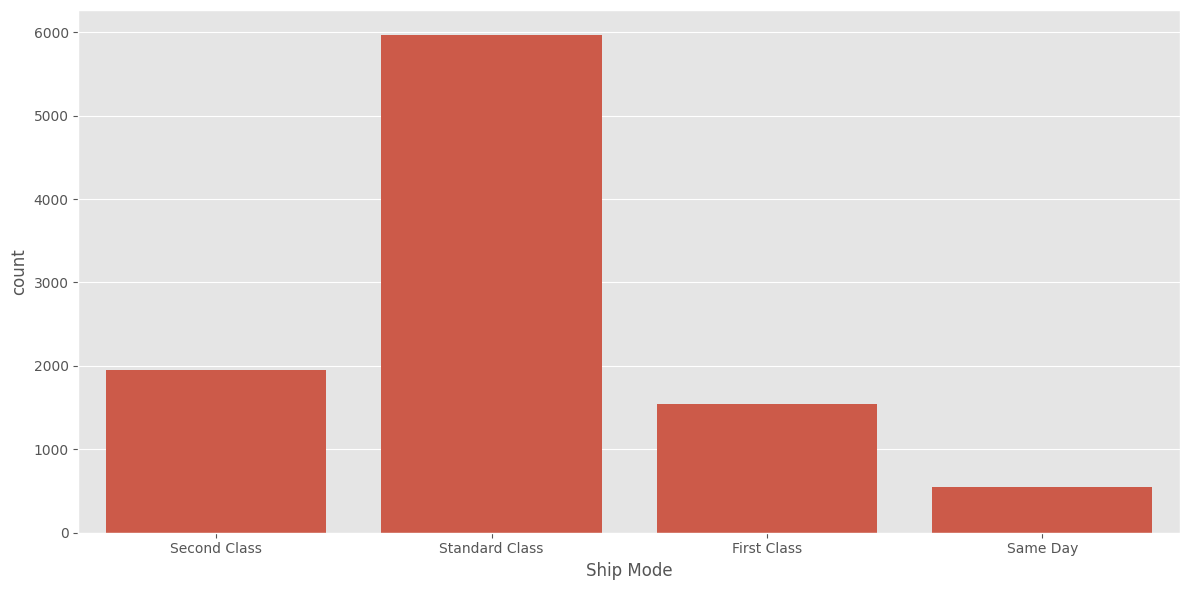 6000
5000
4000
3000
2000
1000
0
count
Second Class
Standard Class
First Class
Same Day
Ship Mode